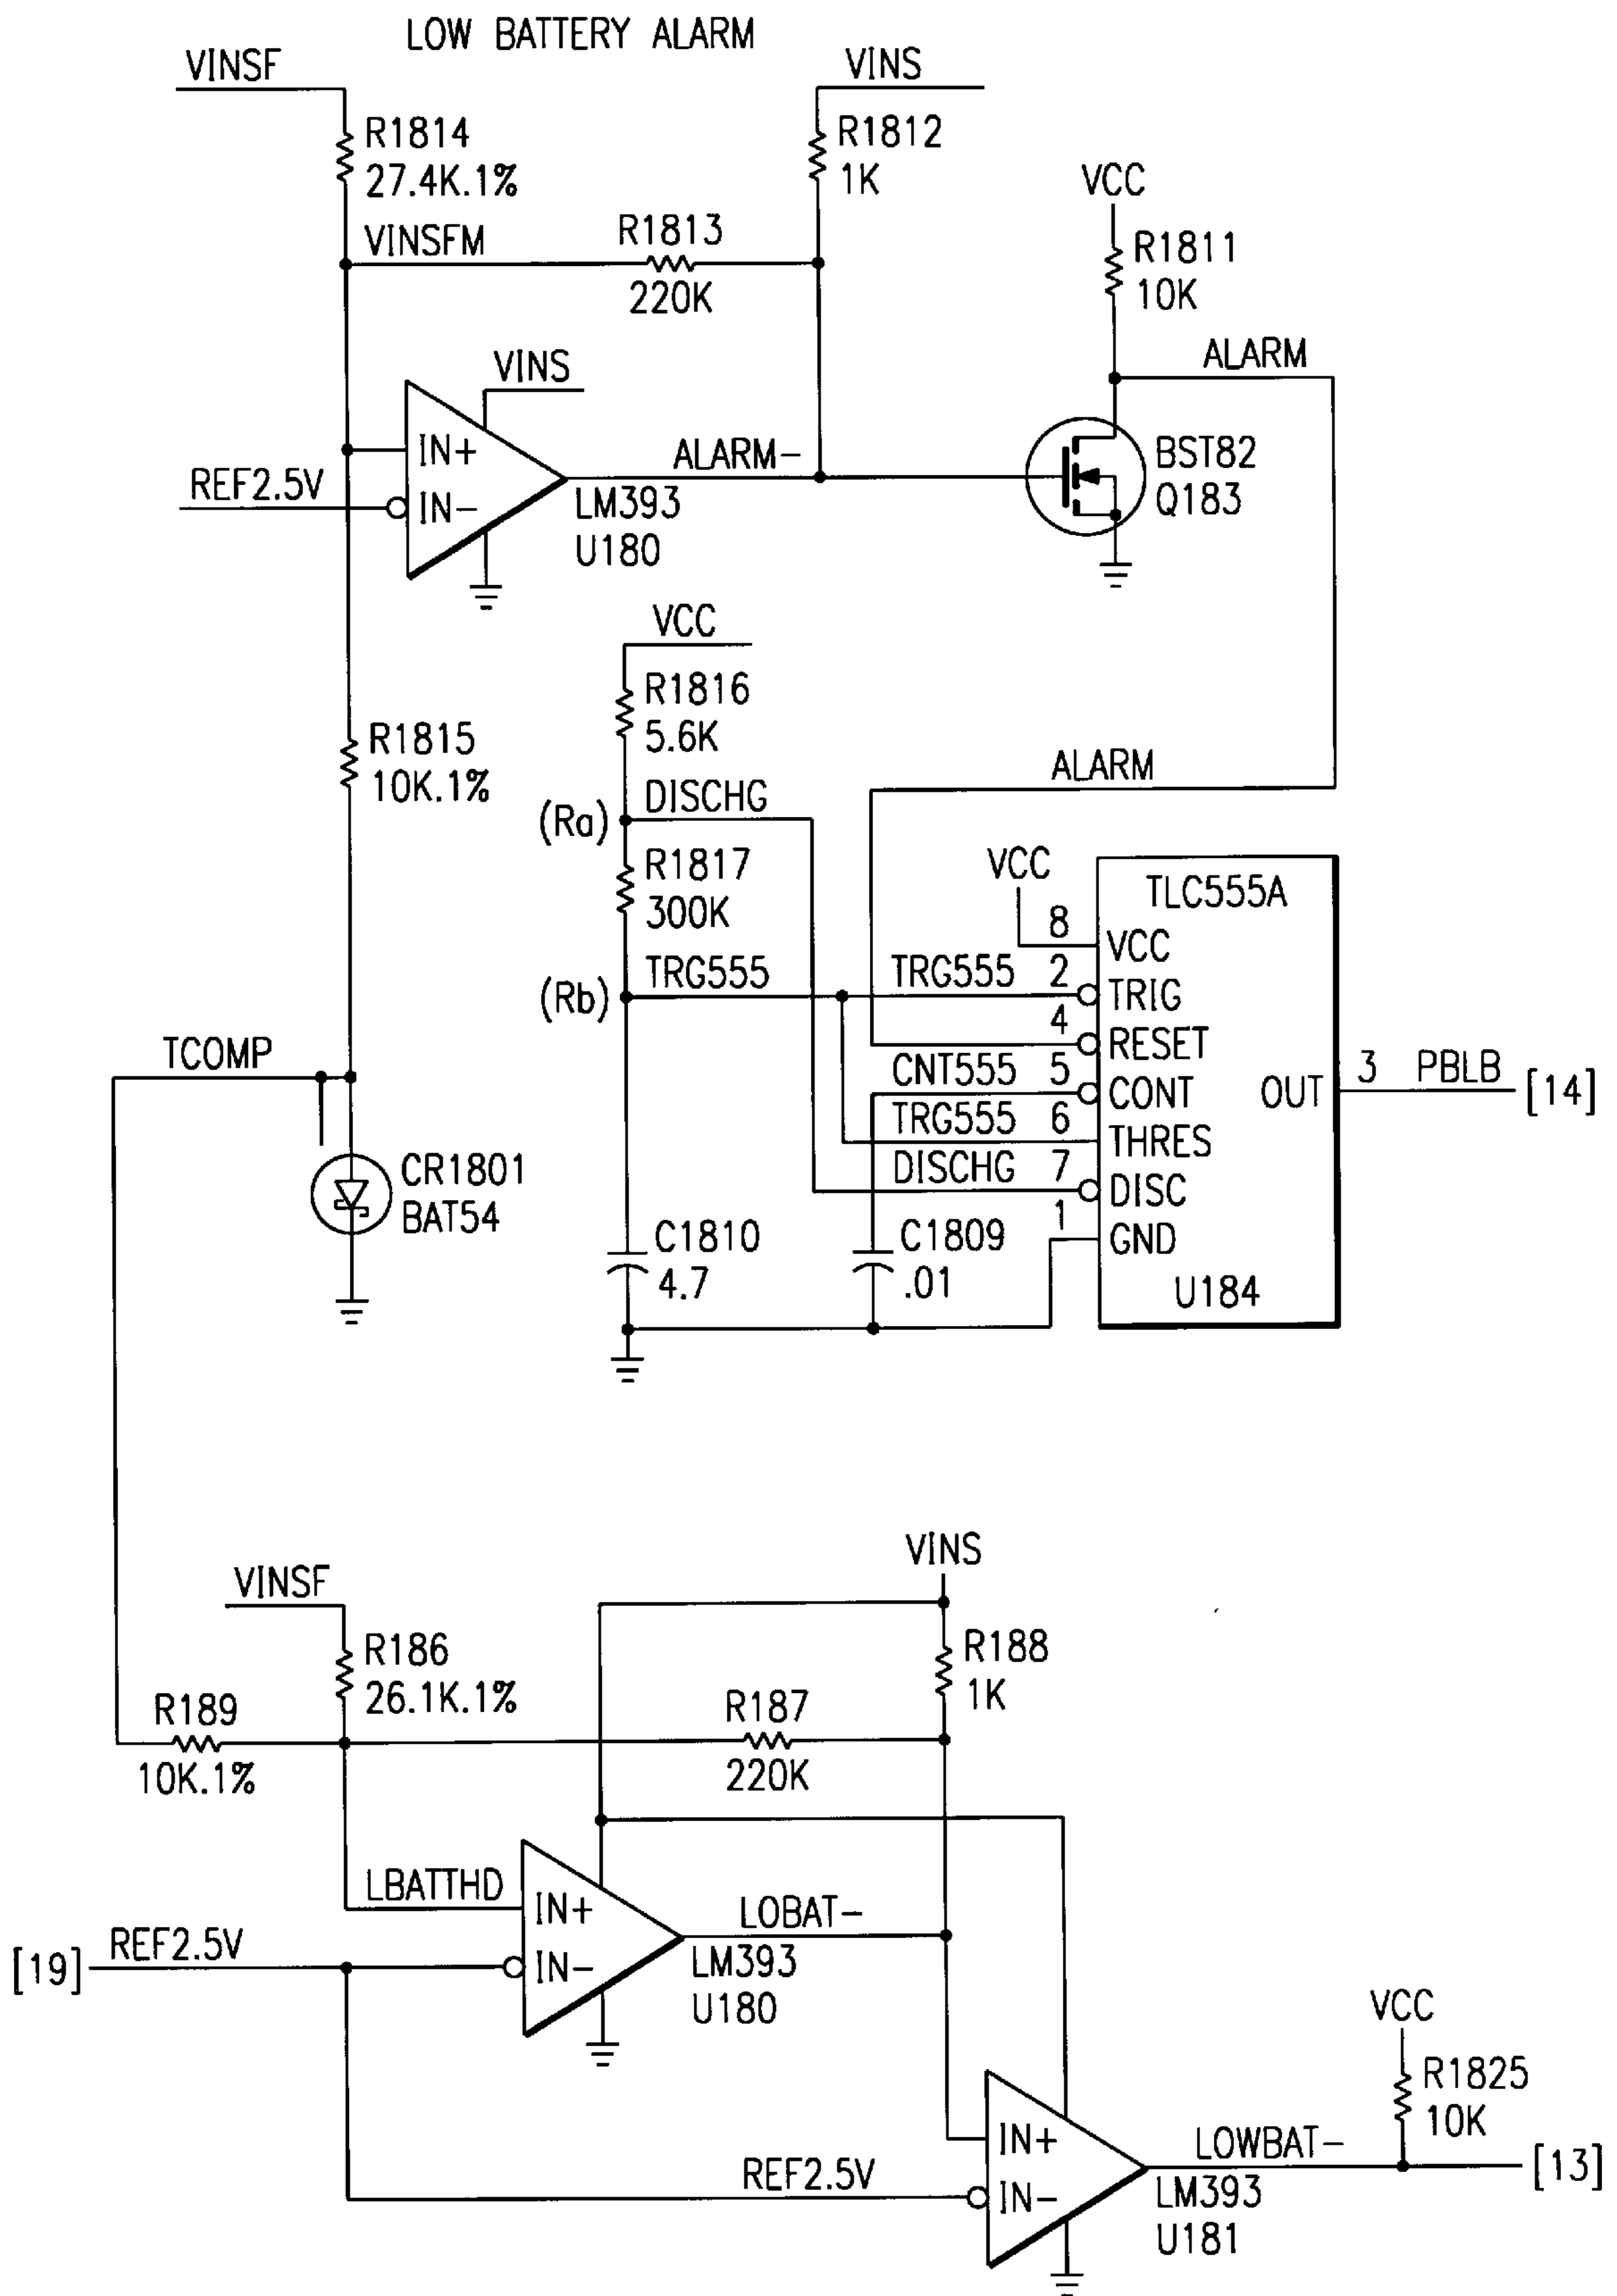 LOW BATTERY ALARM
VINSF
VINS
R1814
27.4K.1%
R1812
1K
VCC
VINSFM
R1813
220K
R1811
10K
VINS
ALARM
IN+
ALARM-
REF2.5V
IN-
LM393
U180
BST82
Q183
VCC
R1816
5.6K
R1815
10K.1%
ALARM
(Ra)
DISCHG
R1817
300K
VCC
TLC555A
8
VCC
(Rb)
TRG555
TRG555
2
TRIG
4
RESET
TCOMP
CNT555
5
CONT
OUT
3
PBLB
[14]
TRG555
6
THRES
CR1801
BAT54
DISCHG
7
DISC
1
GND
C1810
4.7
C1809
.01
U184
VINS
VINSF
R186
26.1K.1%
R188
1K
R189
10K.1%
R187
220K
LBATTHD
IN+
LOBAT-
[19]
REF2.5V
IN-
LM393
U180
VCC
R1825
10K
IN+
LOWBAT-
[13]
REF2.5V
IN-
LM393
U181